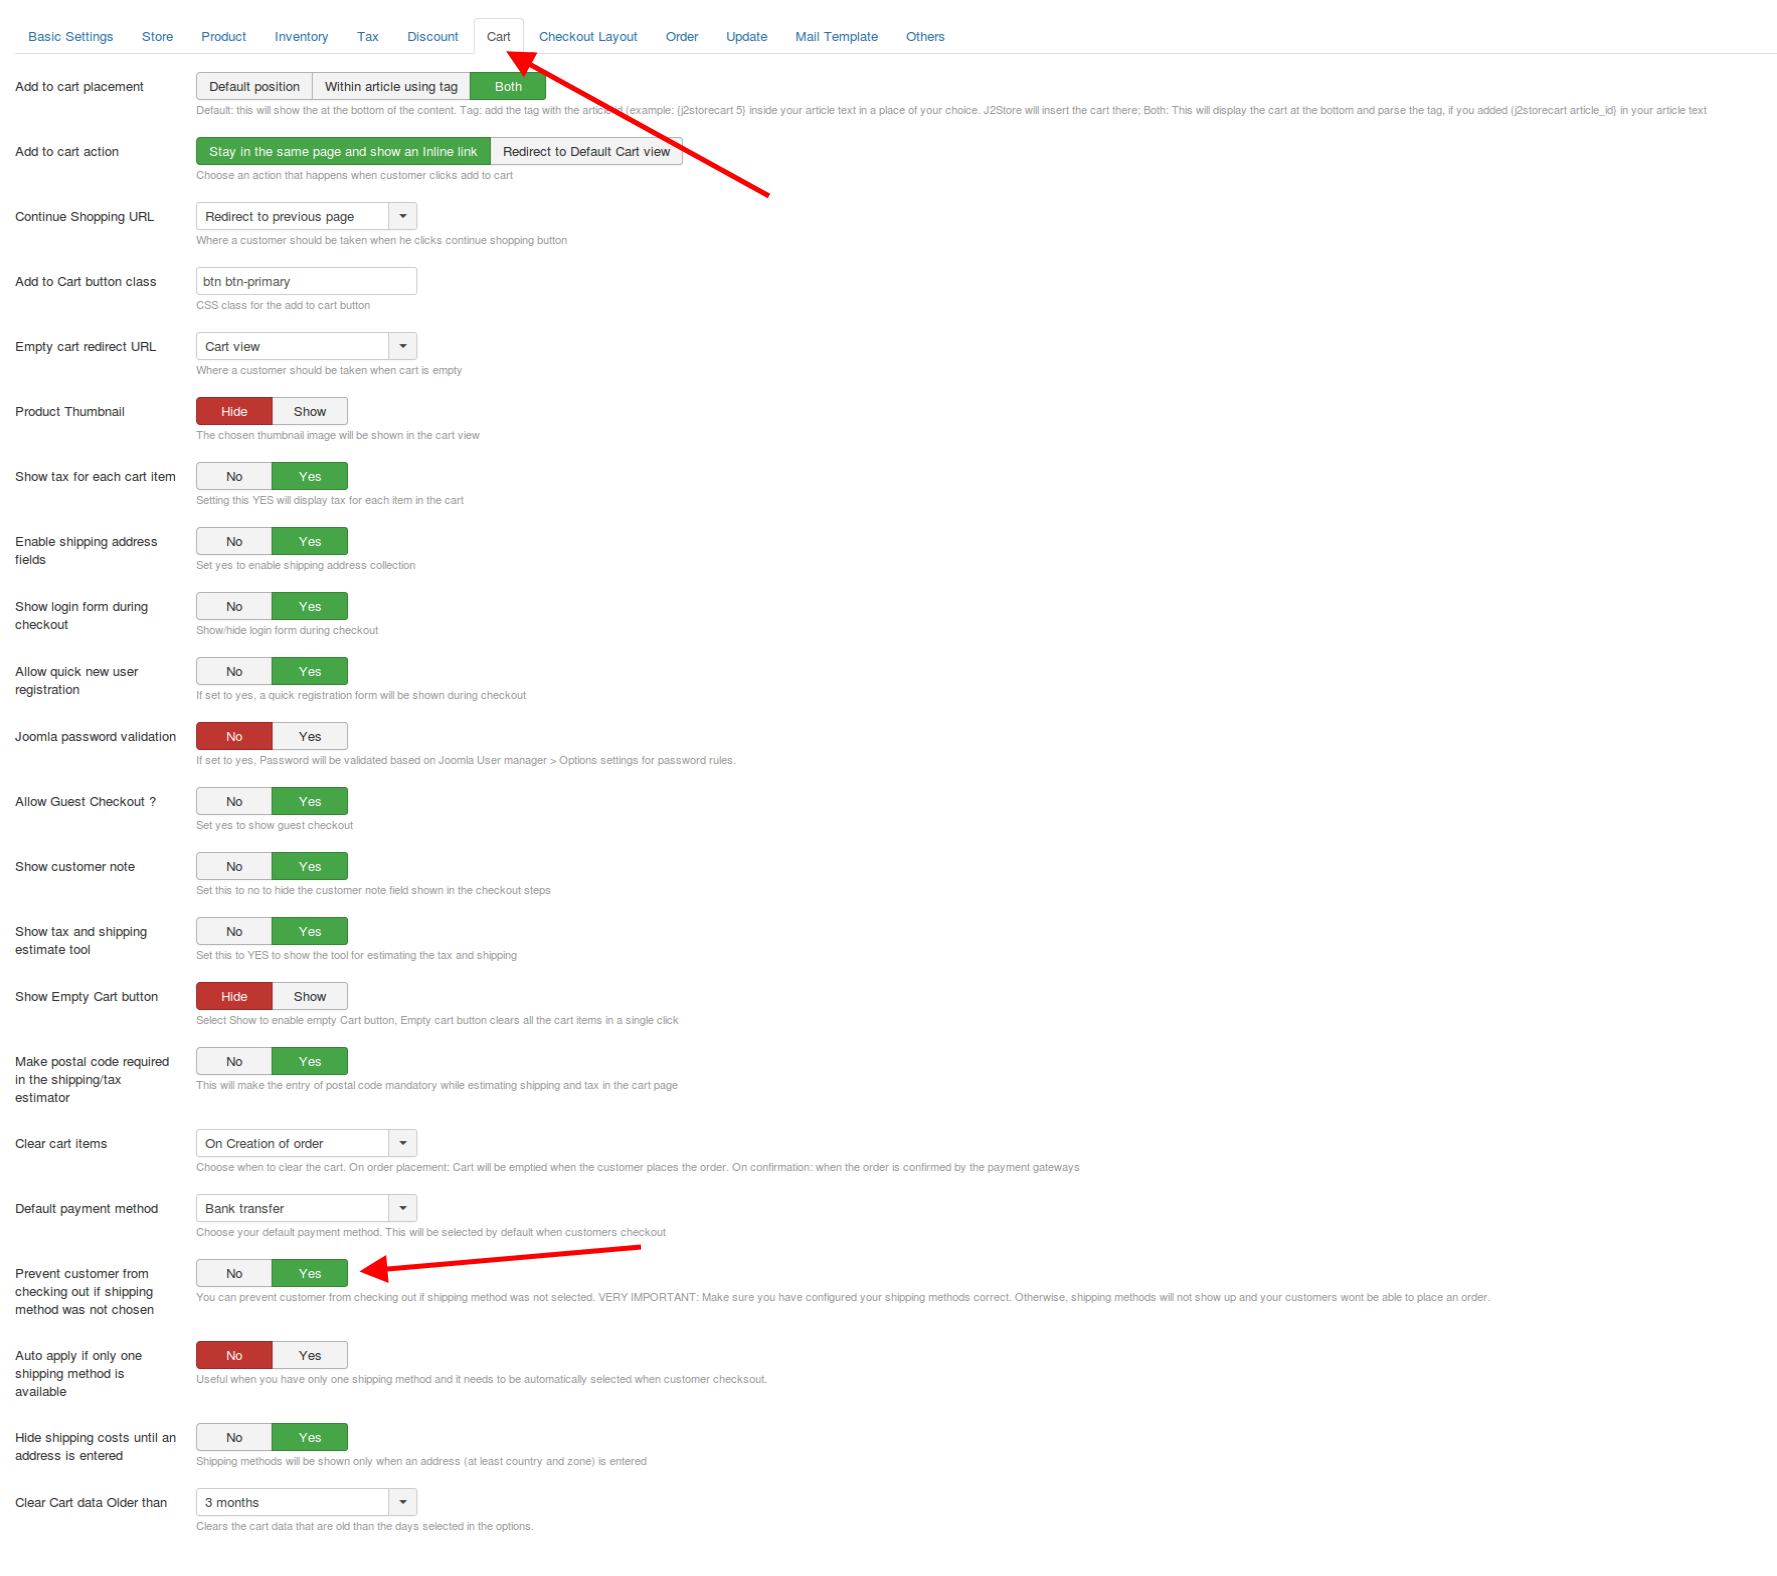 Basic Settings Store Product Inventory Tax Discount Cart Checkout Layout Order Update Mail Template Others
Add to cart placement Default position Within article using tag Both
Default: this will show the at the bottom of the content. Tag: add the tag with the article id (example: {j2storecart 5} inside your article text in a place of your choice. J2Store will insert the cart there; Both: This will display the cart at the bottom and parse the tag, if you added {j2storecart article_id} in your article text
Add to cart action Stay in the same page and show an Inline link Redirect to Default Cart view
Choose an action that happens when customer clicks add to cart
Continue Shopping URL Redirect to previous page
Where a customer should be taken when he clicks continue shopping button
Add to Cart button class btn btn-primary
CSS class for the add to cart button
Empty cart redirect URL Cart view
Where a customer should be taken when cart is empty
Product Thumbnail Hide Show
The chosen thumbnail image will be shown in the cart view
Show tax for each cart item No Yes
Setting this YES will display tax for each item in the cart
Enable shipping address No Yes
fields
Set yes to enable shipping address collection
Show login form during No Yes
checkout
Show/hide login form during checkout
Allow quick new user No Yes
registration
If set to yes, a quick registration form will be shown during checkout
Joomla password validation No Yes
If set to yes, Password will be validated based on Joomla User manager > Options settings for password rules.
Allow Guest Checkout ? No Yes
Set yes to show guest checkout
Show customer note No Yes
Set this to no to hide the customer note field shown in the checkout steps
Show tax and shipping No Yes
estimate tool
Set this to YES to show the tool for estimating the tax and shipping
Show Empty Cart button Hide Show
Select Show to enable empty Cart button, Empty cart button clears all the cart items in a single click
Make postal code required No Yes
in the shipping/tax
This will make the entry of postal code mandatory while estimating shipping and tax in the cart page
estimator
Clear cart items On Creation of order
Choose when to clear the cart. On order placement: Cart will be emptied when the customer places the order. On confirmation: when the order is confirmed by the payment gateways
Default payment method Bank transfer
Choose your default payment method. This will be selected by default when customers checkout
Prevent customer from No Yes
checking out if shipping
You can prevent customer from checking out if shipping method was not selected. VERY IMPORTANT: Make sure you have configured your shipping methods correct. Otherwise, shipping methods will not show up and your customers wont be able to place an order.
method was not chosen
Auto apply if only one No Yes
shipping method is
Useful when you have only one shipping method and it needs to be automatically selected when customer checksout.
available
Hide shipping costs until an No Yes
address is entered
Shipping methods will be shown only when an address (at least country and zone) is entered
Clear Cart data Older than 3 months
Clears the cart data that are old than the days selected in the options.